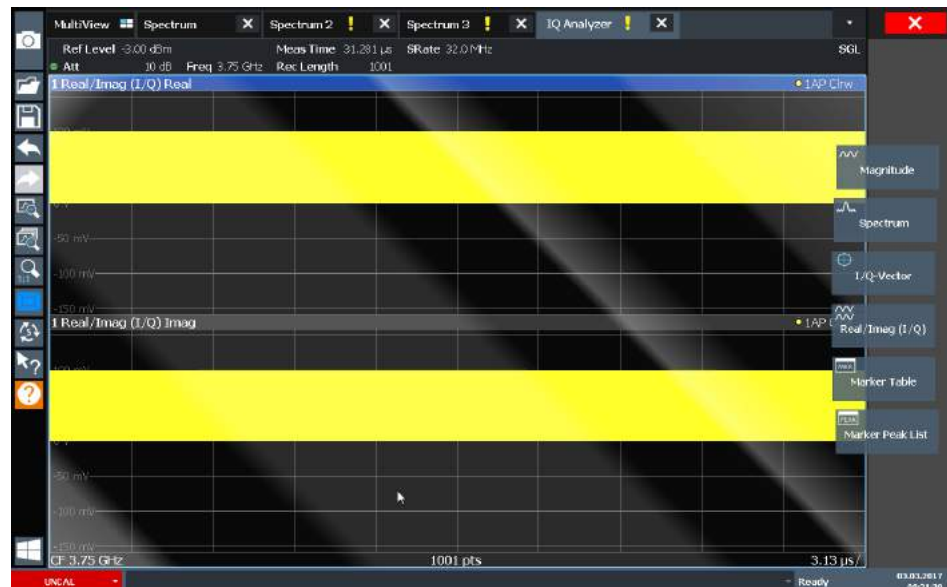 MultiView Spectrum X Spectrum 2 ! X Spectrum 3 ! X IQ Analyzer ! X
Ref Level -3.00 dBm Meas Time 31.281 µs SRate 32.0 MHz SGL
Att 10 dB Freq 3.75 GHz Rec Length 1001
1 Real/Imag (I/Q) Real 1AP Clrw
Magnitude
Spectrum
-50 mV
-100 mV
I/Q-Vector
-150 mV
1 Real/Imag (I/Q) Imag 1AP
Real/Imag (I/Q)
Marker Table
Marker Peak List
-50 mV
-100 mV
-150 mV
CF 3.75 GHz 1001 pts 3.13 µs/
UNCAL Ready 03.03.2017